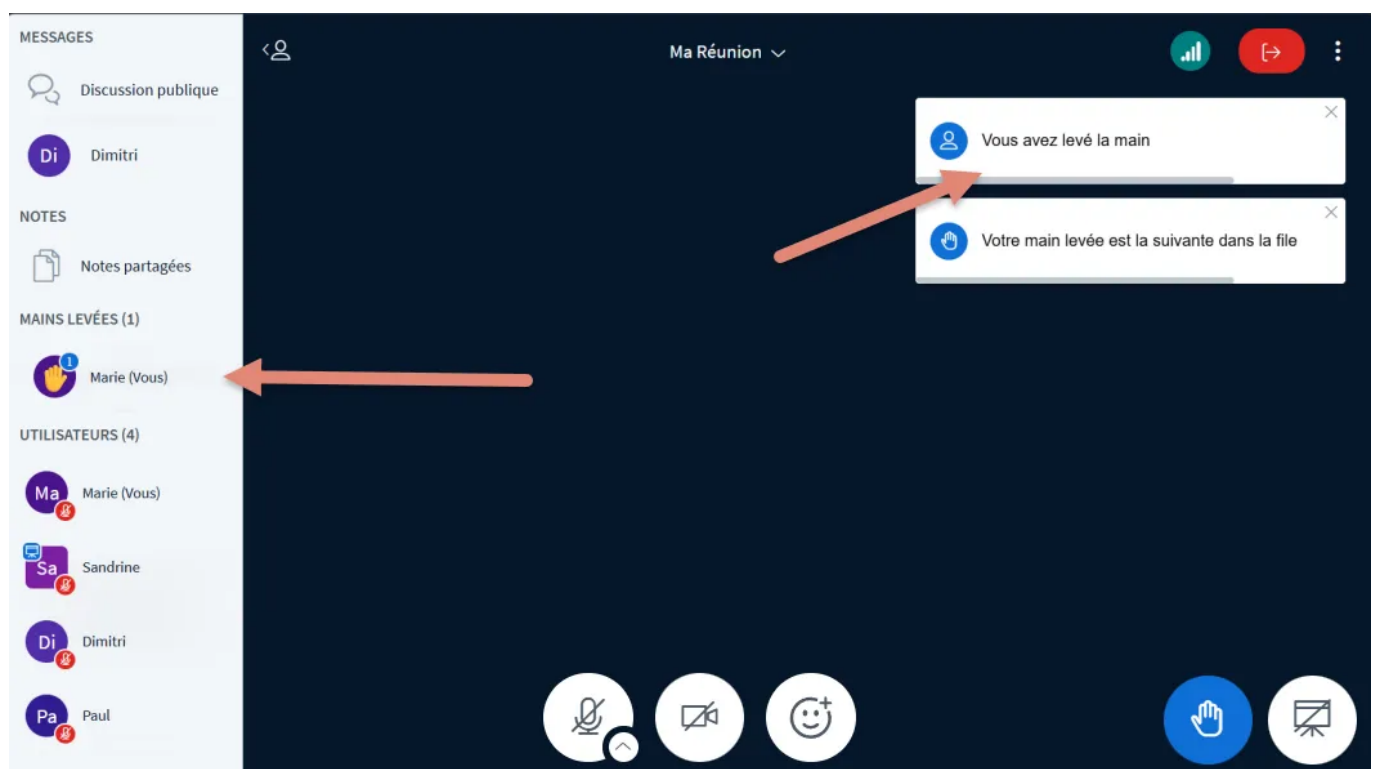 MESSAGES
Discussion publique
Di
Dimitri
NOTES
Notes partagées
MAINS LEVÉES (1)
1
Marie (Vous)
UTILISATEURS (4)
Ma
Marie (Vous)
Sa
Sandrine
Di
Dimitri
Pa
Paul
Ma Réunion
Vous avez levé la main
Votre main levée est la suivante dans la file